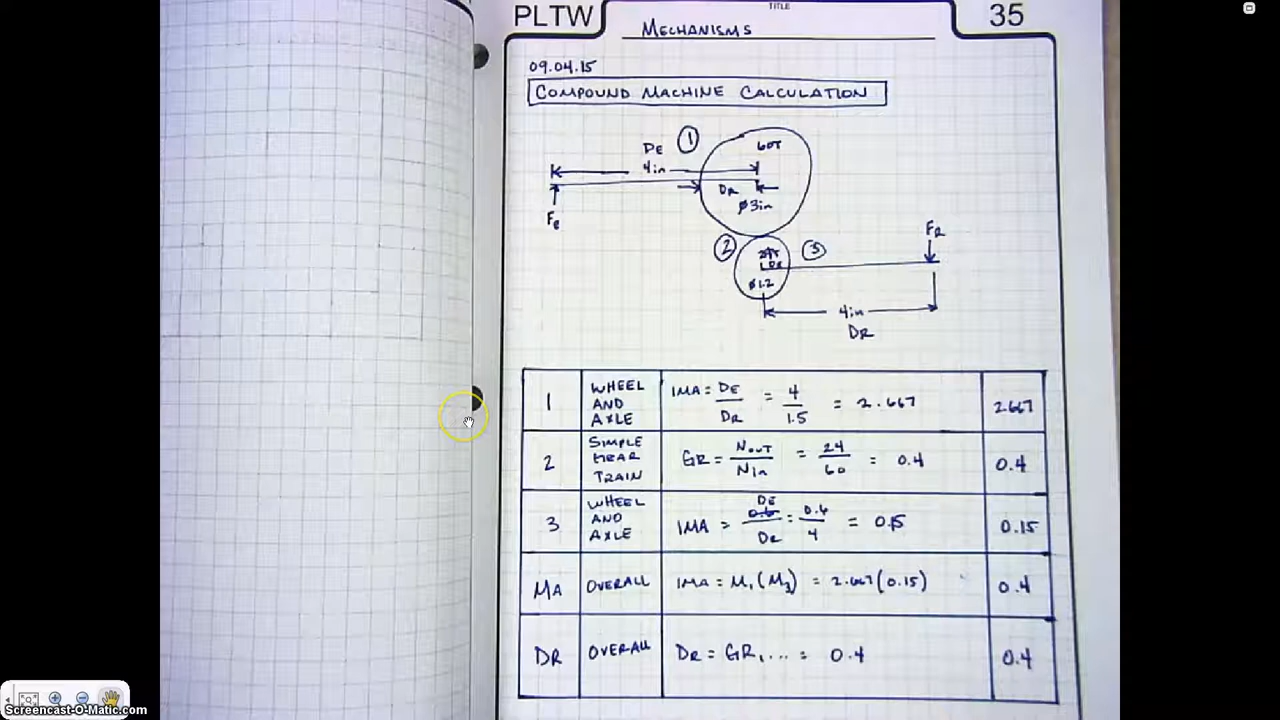 PLTW
TITLE
35
MECHANISMS
09.04.15
COMPOUND MACHINE CALCULATION
DE
1
60T
4in
DR
Ø3in
Fe
FR
2
3
24T
DE
Ø1.2
4in
DR
1 WHEEL AND AXLE IMA = DE/DR = 4/1.5 = 2.667 2.667
2 SIMPLE GEAR TRAIN GR = Nout/Nin = 24/60 = 0.4 0.4
3 WHEEL AND AXLE IMA = DE/DR = 0.6/4 = 0.15 0.15
MA OVERALL IMA = M1(M3) = 2.667(0.15) 0.4
DR OVERALL DR = GR1.... = 0.4 0.4
Screencast-O-Matic.com